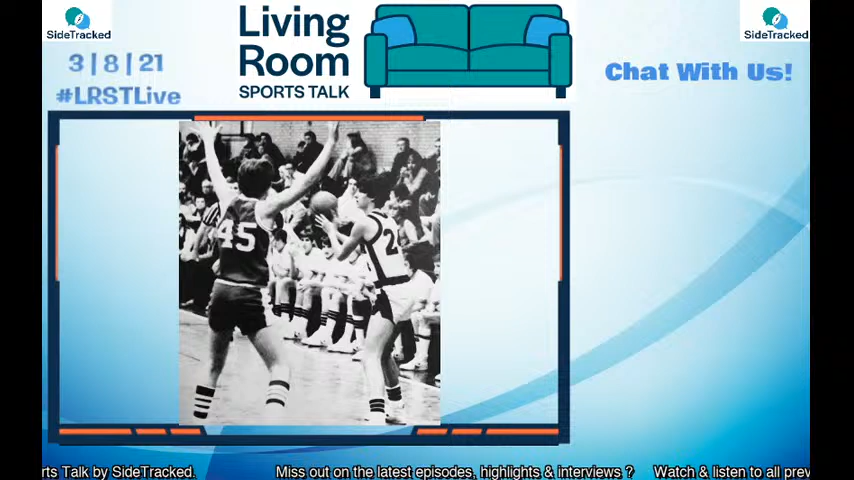 SideTracked
3 | 8 | 21
#LRSTLive
Living
Room
SPORTS TALK
SideTracked
Chat With Us!
45
2
rts Talk by SideTracked. Miss out on the latest episodes, highlights & interviews ? Watch & listen to all prev